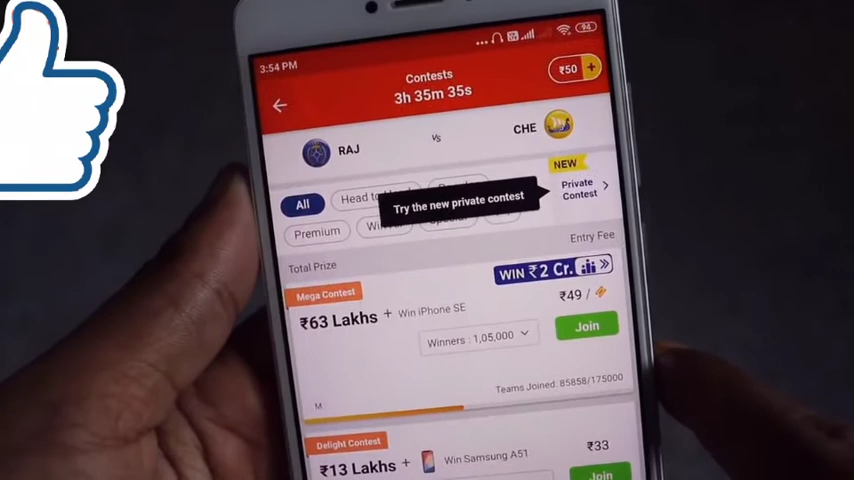 3:54 PM
94
Contests
3h 35m 35s
₹50 +
RAJ
vs
CHE
NEW
Private
Contest
All
Head to
Try the new private contest
Premium
Total Prize
Entry Fee
WIN ₹2 Cr.
Mega Contest
₹63 Lakhs + Win iPhone SE
₹49 /
Winners : 1,05,000
Join
Teams Joined: 85858/175000
M
Delight Contest
₹13 Lakhs + Win Samsung A51
₹33
Join